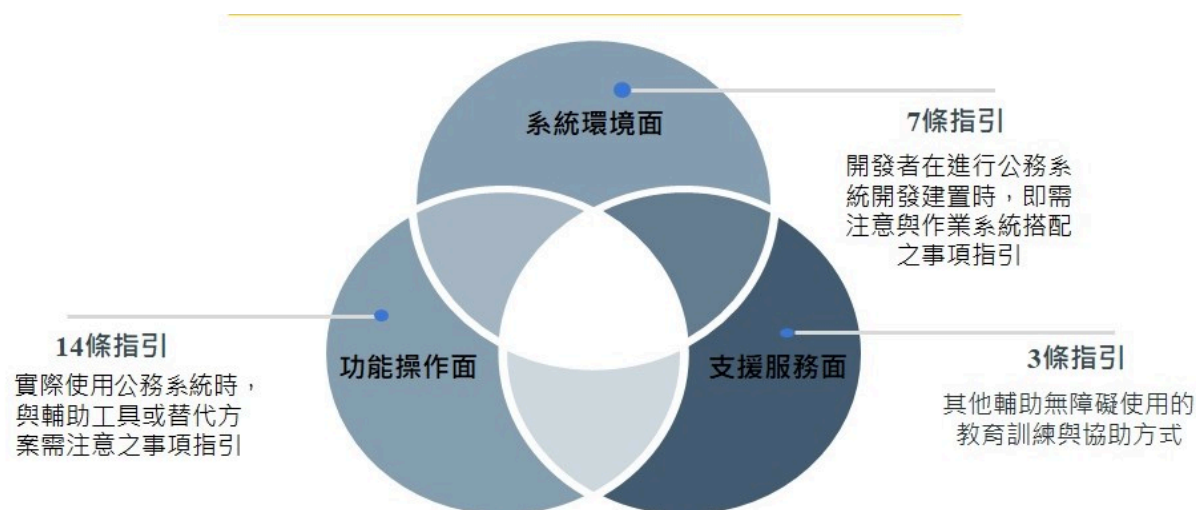 系統環境面
7條指引
開發者在進行公務系
統開發建置時，即需
注意與作業系統搭配
之事項指引
功能操作面
14條指引
實際使用公務系統時，
與輔助工具或替代方
案需注意之事項指引
支援服務面
3條指引
其他輔助無障礙使用的
教育訓練與協助方式